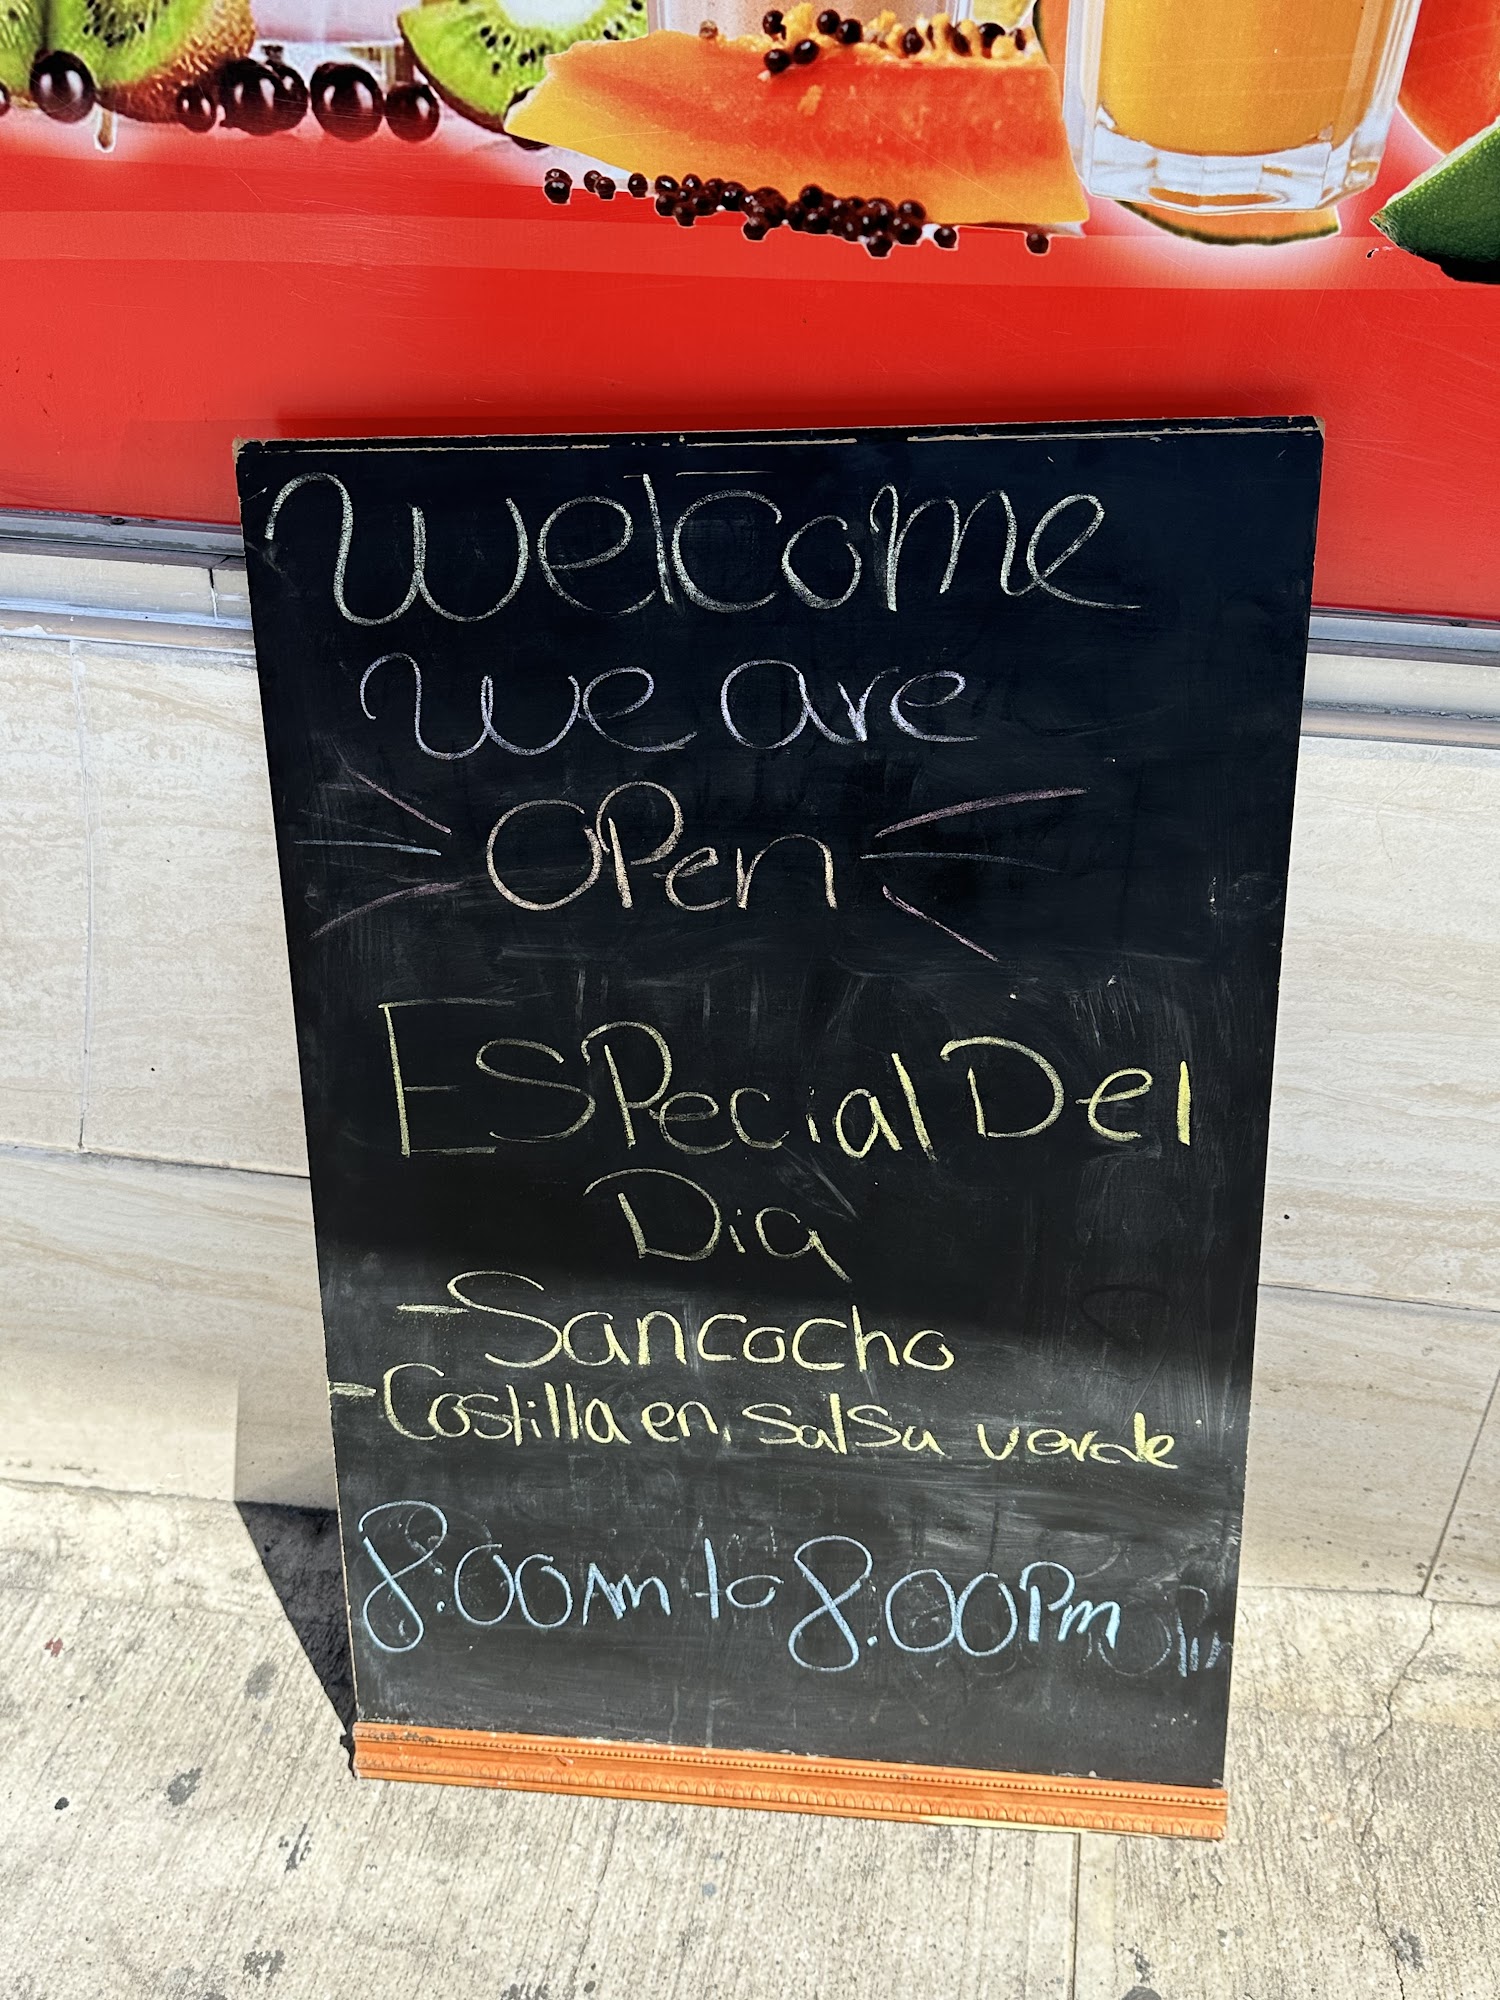 Welcome
we are
OPen
ESPecial Del
Dia
-Sancocho
-Costilla en salsa verde
8:00Am to 8:00Pm